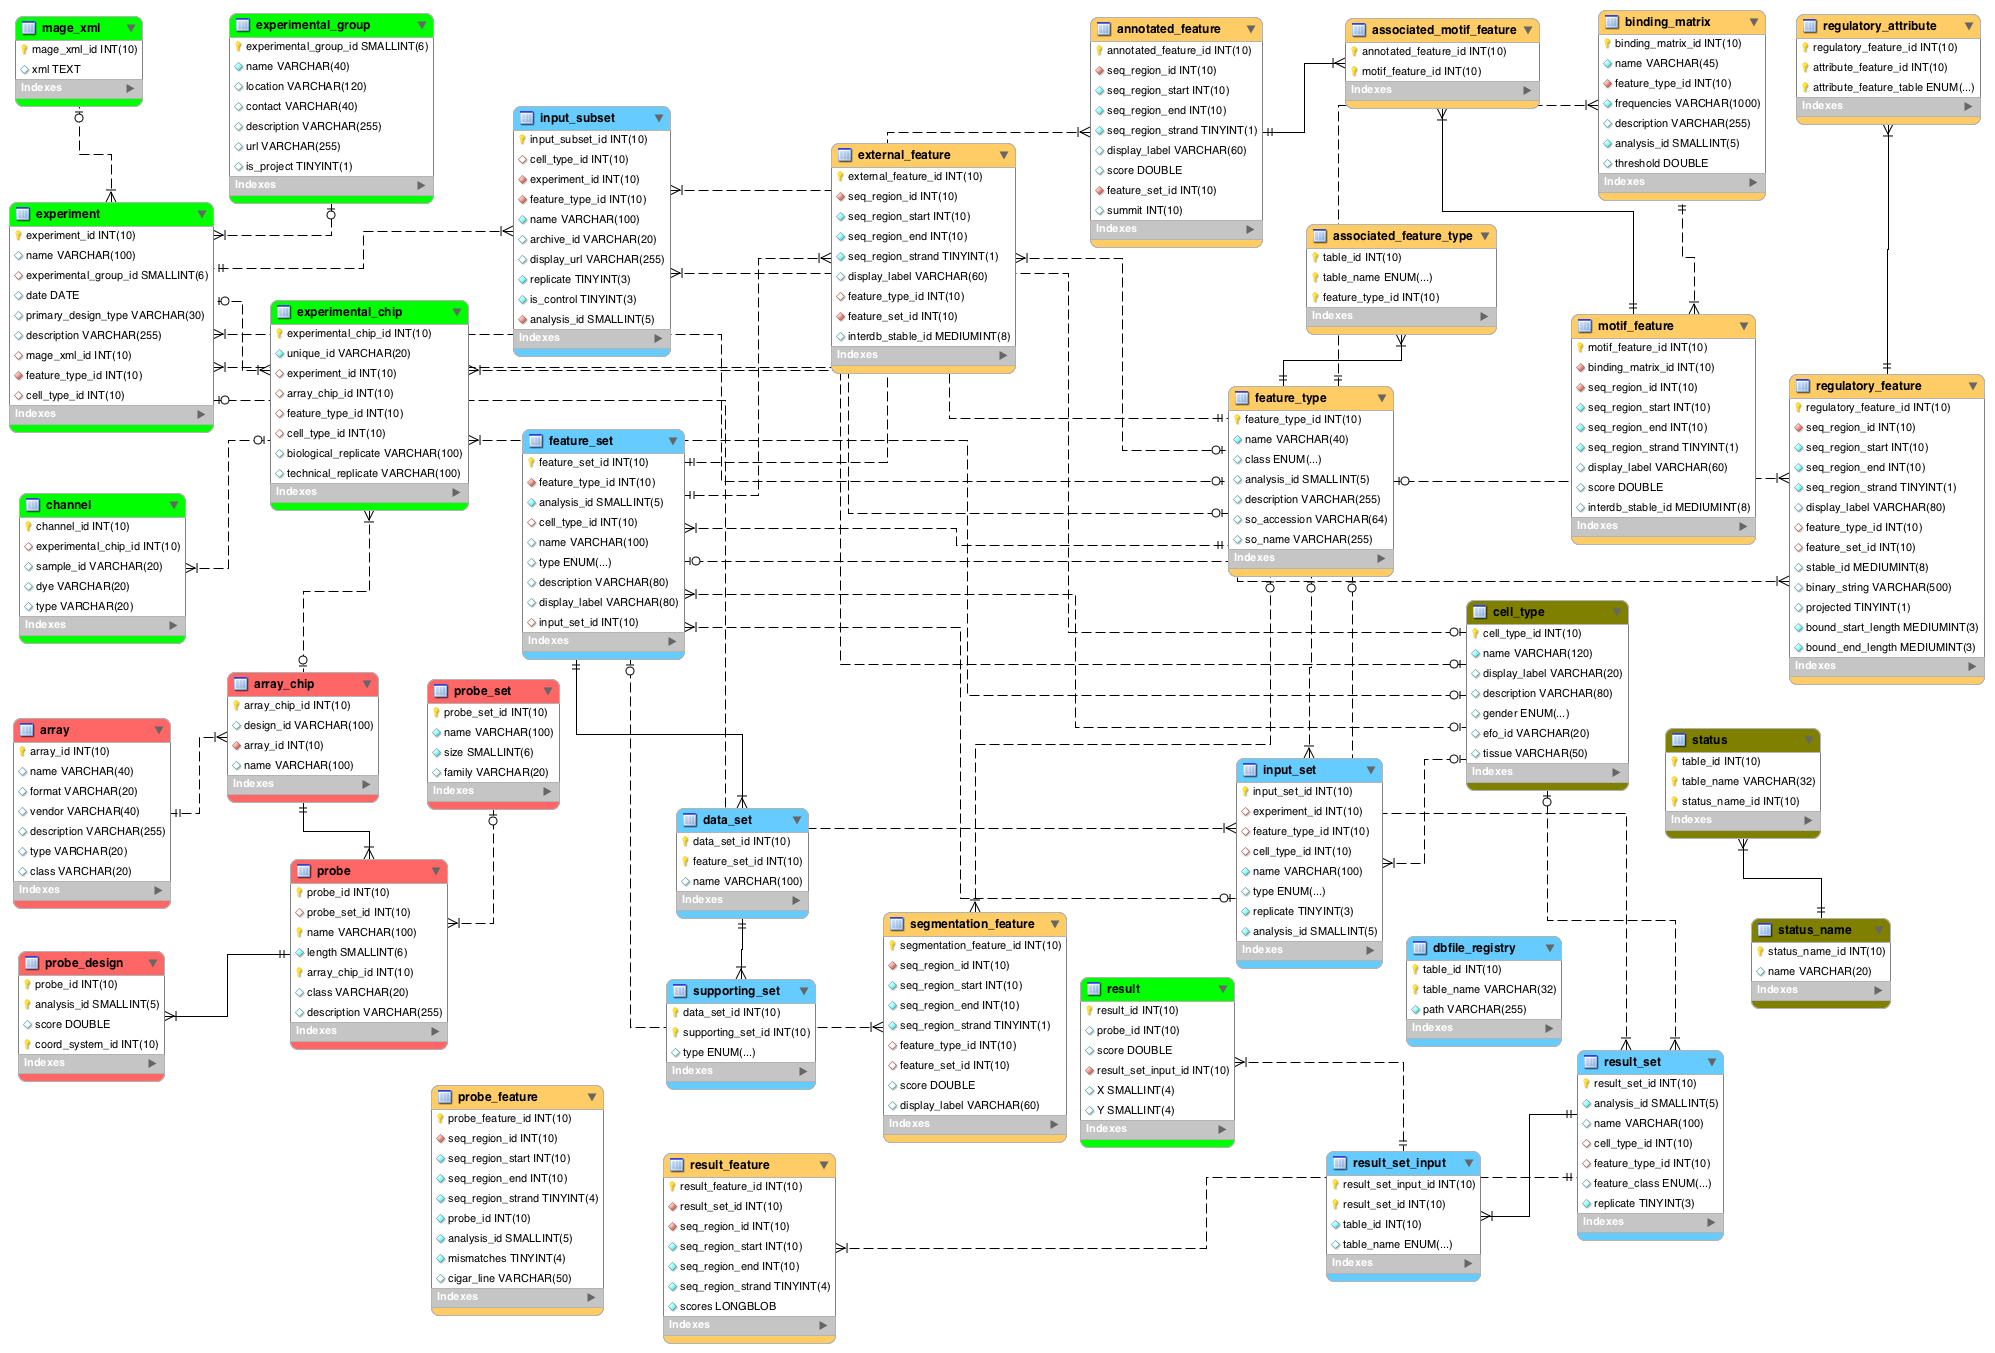 mage_xml
mage_xml_id INT(10)
xml TEXT
Indexes
experimental_group
experimental_group_id SMALLINT(6)
name VARCHAR(40)
location VARCHAR(120)
contact VARCHAR(40)
description VARCHAR(255)
url VARCHAR(255)
is_project TINYINT(1)
Indexes
experiment
experiment_id INT(10)
name VARCHAR(100)
experimental_group_id SMALLINT(6)
date DATE
primary_design_type VARCHAR(30)
description VARCHAR(255)
mage_xml_id INT(10)
feature_type_id INT(10)
cell_type_id INT(10)
Indexes
experimental_chip
experimental_chip_id INT(10)
unique_id VARCHAR(20)
experiment_id INT(10)
array_chip_id INT(10)
feature_type_id INT(10)
cell_type_id INT(10)
biological_replicate VARCHAR(100)
technical_replicate VARCHAR(100)
Indexes
channel
channel_id INT(10)
experimental_chip_id INT(10)
sample_id VARCHAR(20)
dye VARCHAR(20)
type VARCHAR(20)
Indexes
input_subset
input_subset_id INT(10)
cell_type_id INT(10)
experiment_id INT(10)
feature_type_id INT(10)
name VARCHAR(100)
archive_id VARCHAR(20)
display_url VARCHAR(255)
replicate TINYINT(3)
is_control TINYINT(3)
analysis_id SMALLINT(5)
Indexes
external_feature
external_feature_id INT(10)
seq_region_id INT(10)
seq_region_start INT(10)
seq_region_end INT(10)
seq_region_strand TINYINT(1)
display_label VARCHAR(60)
feature_type_id INT(10)
feature_set_id INT(10)
interdb_stable_id MEDIUMINT(8)
Indexes
annotated_feature
annotated_feature_id INT(10)
seq_region_id INT(10)
seq_region_start INT(10)
seq_region_end INT(10)
seq_region_strand TINYINT(1)
display_label VARCHAR(60)
score DOUBLE
feature_set_id INT(10)
summit INT(10)
Indexes
associated_motif_feature
annotated_feature_id INT(10)
motif_feature_id INT(10)
Indexes
binding_matrix
binding_matrix_id INT(10)
name VARCHAR(45)
feature_type_id INT(10)
frequencies VARCHAR(1000)
description VARCHAR(255)
analysis_id SMALLINT(5)
threshold DOUBLE
Indexes
regulatory_attribute
regulatory_feature_id INT(10)
attribute_feature_id INT(10)
attribute_feature_table ENUM(...)
Indexes
associated_feature_type
table_id INT(10)
table_name ENUM(...)
feature_type_id INT(10)
Indexes
motif_feature
motif_feature_id INT(10)
binding_matrix_id INT(10)
seq_region_id INT(10)
seq_region_start INT(10)
seq_region_end INT(10)
seq_region_strand TINYINT(1)
display_label VARCHAR(60)
score DOUBLE
interdb_stable_id MEDIUMINT(8)
Indexes
regulatory_feature
regulatory_feature_id INT(10)
seq_region_id INT(10)
seq_region_start INT(10)
seq_region_end INT(10)
seq_region_strand TINYINT(1)
display_label VARCHAR(80)
feature_type_id INT(10)
feature_set_id INT(10)
stable_id MEDIUMINT(8)
binary_string VARCHAR(500)
projected TINYINT(1)
bound_start_length MEDIUMINT(3)
bound_end_length MEDIUMINT(3)
Indexes
feature_type
feature_type_id INT(10)
name VARCHAR(40)
class ENUM(...)
analysis_id SMALLINT(5)
description VARCHAR(255)
so_accession VARCHAR(64)
so_name VARCHAR(255)
Indexes
feature_set
feature_set_id INT(10)
feature_type_id INT(10)
analysis_id SMALLINT(5)
cell_type_id INT(10)
name VARCHAR(100)
type ENUM(...)
description VARCHAR(80)
display_label VARCHAR(80)
input_set_id INT(10)
Indexes
cell_type
cell_type_id INT(10)
name VARCHAR(120)
display_label VARCHAR(20)
description VARCHAR(80)
gender ENUM(...)
efo_id VARCHAR(20)
tissue VARCHAR(50)
Indexes
array_chip
array_chip_id INT(10)
design_id VARCHAR(100)
array_id INT(10)
name VARCHAR(100)
Indexes
probe_set
probe_set_id INT(10)
name VARCHAR(100)
size SMALLINT(6)
family VARCHAR(20)
Indexes
array
array_id INT(10)
name VARCHAR(40)
format VARCHAR(20)
vendor VARCHAR(40)
description VARCHAR(255)
type VARCHAR(20)
class VARCHAR(20)
Indexes
probe
probe_id INT(10)
probe_set_id INT(10)
name VARCHAR(100)
length SMALLINT(6)
array_chip_id INT(10)
class VARCHAR(20)
description VARCHAR(255)
Indexes
probe_design
probe_id INT(10)
analysis_id SMALLINT(5)
score DOUBLE
coord_system_id INT(10)
Indexes
data_set
data_set_id INT(10)
feature_set_id INT(10)
name VARCHAR(100)
Indexes
supporting_set
data_set_id INT(10)
supporting_set_id INT(10)
type ENUM(...)
Indexes
segmentation_feature
segmentation_feature_id INT(10)
seq_region_id INT(10)
seq_region_start INT(10)
seq_region_end INT(10)
seq_region_strand TINYINT(1)
feature_type_id INT(10)
feature_set_id INT(10)
score DOUBLE
display_label VARCHAR(60)
Indexes
input_set
input_set_id INT(10)
experiment_id INT(10)
feature_type_id INT(10)
cell_type_id INT(10)
name VARCHAR(100)
type ENUM(...)
replicate TINYINT(3)
analysis_id SMALLINT(5)
Indexes
status
table_id INT(10)
table_name VARCHAR(32)
status_name_id INT(10)
Indexes
status_name
status_name_id INT(10)
name VARCHAR(20)
Indexes
dbfile_registry
table_id INT(10)
table_name VARCHAR(32)
path VARCHAR(255)
Indexes
result
result_id INT(10)
probe_id INT(10)
score DOUBLE
result_set_input_id INT(10)
X SMALLINT(4)
Y SMALLINT(4)
Indexes
result_set
result_set_id INT(10)
analysis_id SMALLINT(5)
name VARCHAR(100)
cell_type_id INT(10)
feature_type_id INT(10)
feature_class ENUM(...)
replicate TINYINT(3)
Indexes
result_set_input
result_set_input_id INT(10)
result_set_id INT(10)
table_id INT(10)
table_name ENUM(...)
Indexes
probe_feature
probe_feature_id INT(10)
seq_region_id INT(10)
seq_region_start INT(10)
seq_region_end INT(10)
seq_region_strand TINYINT(4)
probe_id INT(10)
analysis_id SMALLINT(5)
mismatches TINYINT(4)
cigar_line VARCHAR(50)
Indexes
result_feature
result_feature_id INT(10)
result_set_id INT(10)
seq_region_id INT(10)
seq_region_start INT(10)
seq_region_end INT(10)
seq_region_strand TINYINT(4)
scores LONGBLOB
Indexes